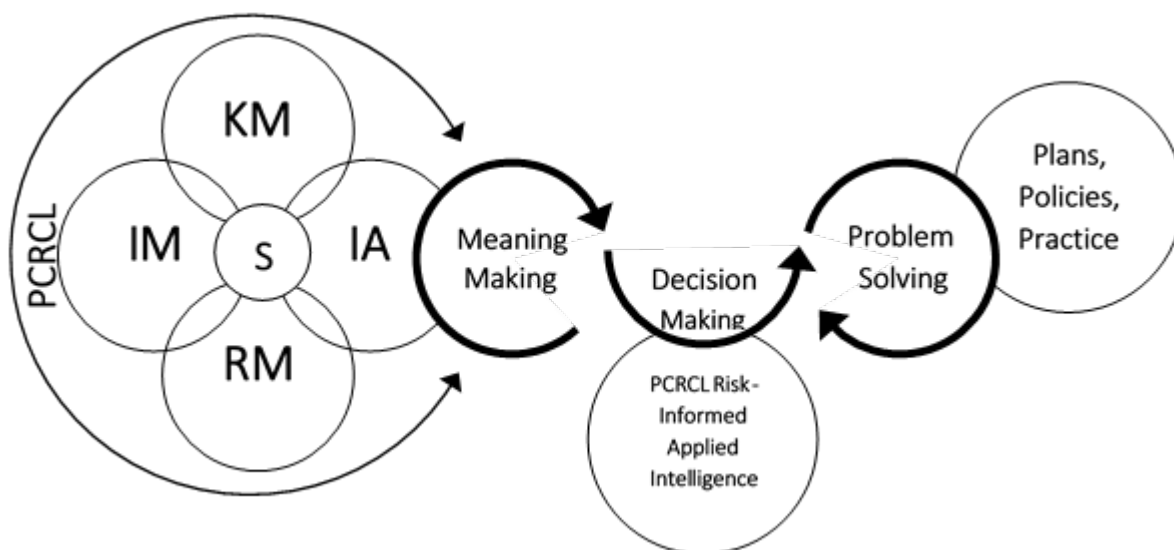 PCRCL
KM
IM
S
IA
RM
Meaning
Making
Decision
Making
PCRCL Risk-
Informed
Applied
Intelligence
Problem
Solving
Plans,
Policies,
Practice